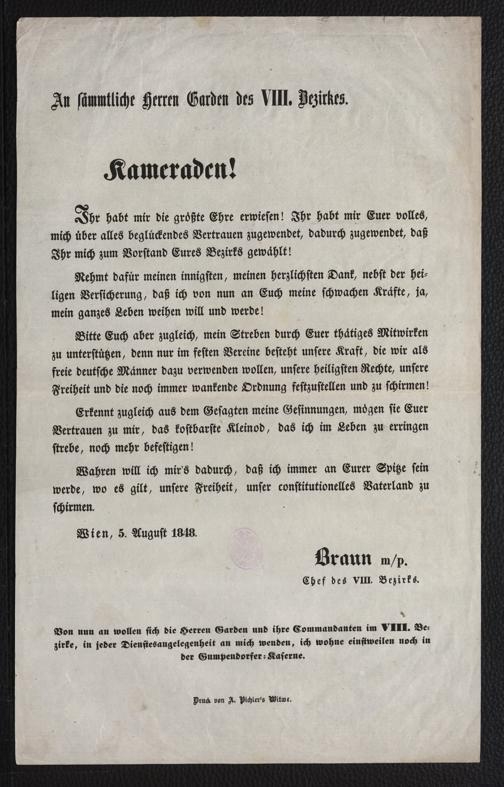 An sämmtliche Herren Garden des VIII. Bezirkes.
Kameraden!
Ihr habt mir die größte Ehre erwiesen! Ihr habt mir Euer volles,
mich über alles beglückendes Vertrauen zugewendet, dadurch zugewendet, daß
Ihr mich zum Vorstand Eures Bezirks gewählt!
Nehmt dafür meinen innigsten, meinen herzlichsten Dank, nebst der hei-
ligen Versicherung, daß ich von nun an Euch meine schwachen Kräfte, ja,
mein ganzes Leben weihen will und werde!
Bitte Euch aber zugleich, mein Streben durch Euer thätiges Mitwirken
zu unterstützen, denn nur im festen Vereine besteht unsere Kraft, die wir als
freie deutsche Männer dazu verwenden wollen, unsere heiligsten Rechte, unsere
Freiheit und die noch immer wankende Ordnung festzustellen und zu schirmen!
Erkennt zugleich aus dem Gesagten meine Gesinnungen, mögen sie Euer
Vertrauen zu mir, das kostbarste Kleinod, das ich im Leben zu erringen
strebe, noch mehr befestigen!
Wahren will ich mir's dadurch, daß ich immer an Eurer Spitze sein
werde, wo es gilt, unsere Freiheit, unser constitutionelles Vaterland zu
schirmen.
Wien, 5. August 1848.
Braun m/p.
Chef des VIII. Bezirks.
Von nun an wollen sich die Herren Garden und ihre Commandanten im VIII. Be-
zirke, in jeder Dienstesangelegenheit an mich wenden, ich wohne einstweilen noch in
der Gumpendorfer-Kaserne.
Druck von A. Pichler's Witwe.